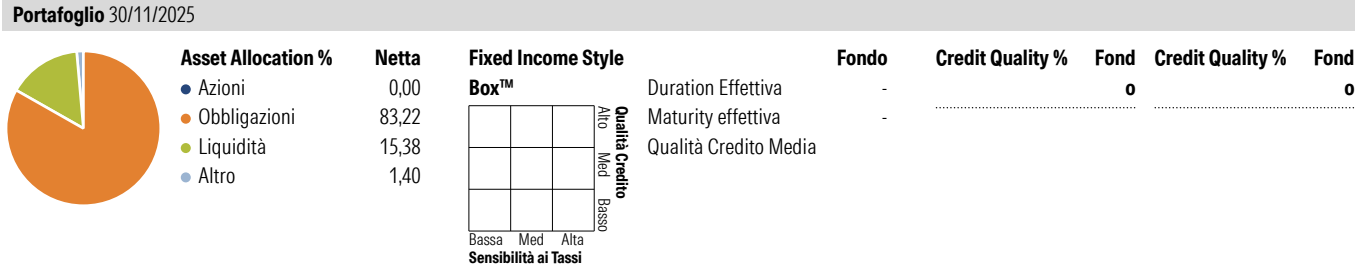 Portafoglio 30/11/2025
Asset Allocation % Netta
Azioni 0,00
Obbligazioni 83,22
Liquidità 15,38
Altro 1,40
Fixed Income Style
Box™
Alto Med Basso
Qualità Credito
Bassa Med Alta
Sensibilità ai Tassi
Fondo
Duration Effettiva -
Maturity effettiva -
Qualità Credito Media
Credit Quality % Fond
o
Credit Quality % Fond
o